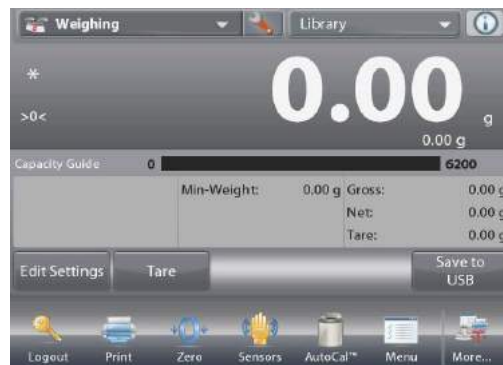 Weighing Library
*
0.00 g
>0<
0.00 g
Capacity Guide 0 6200
Min-Weight: 0.00 g Gross: 0.00 g
Net: 0.00 g
Tare: 0.00 g
Edit Settings Tare Save to
USB
Logout Print Zero Sensors AutoCal™ Menu More...